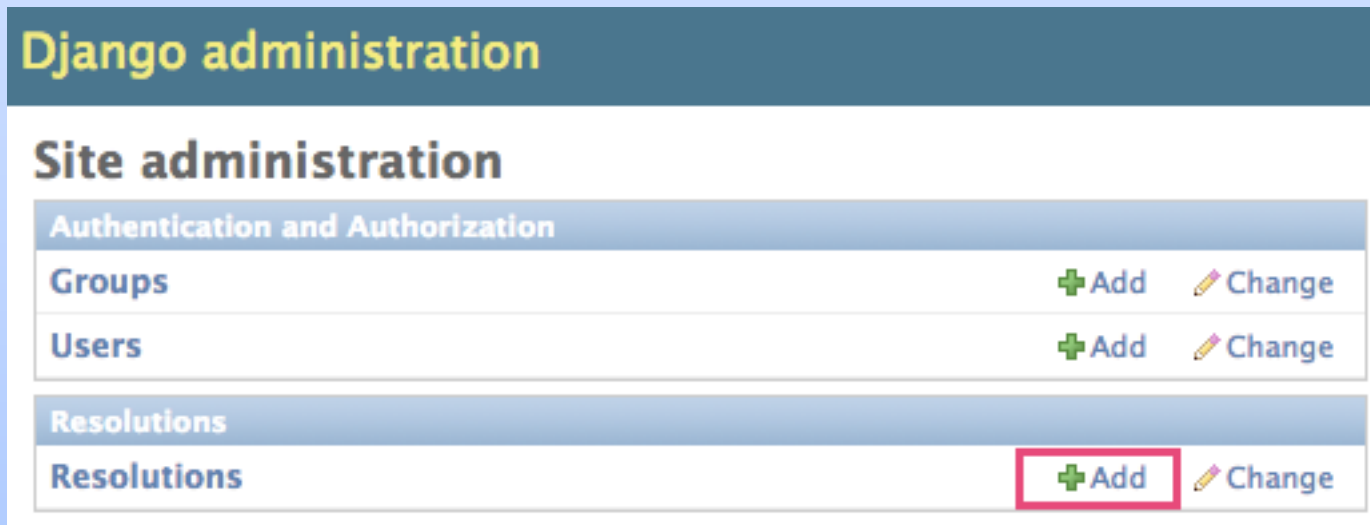 Django administration
Site administration
Authentication and Authorization
Groups Add Change
Users Add Change
Resolutions
Resolutions Add Change